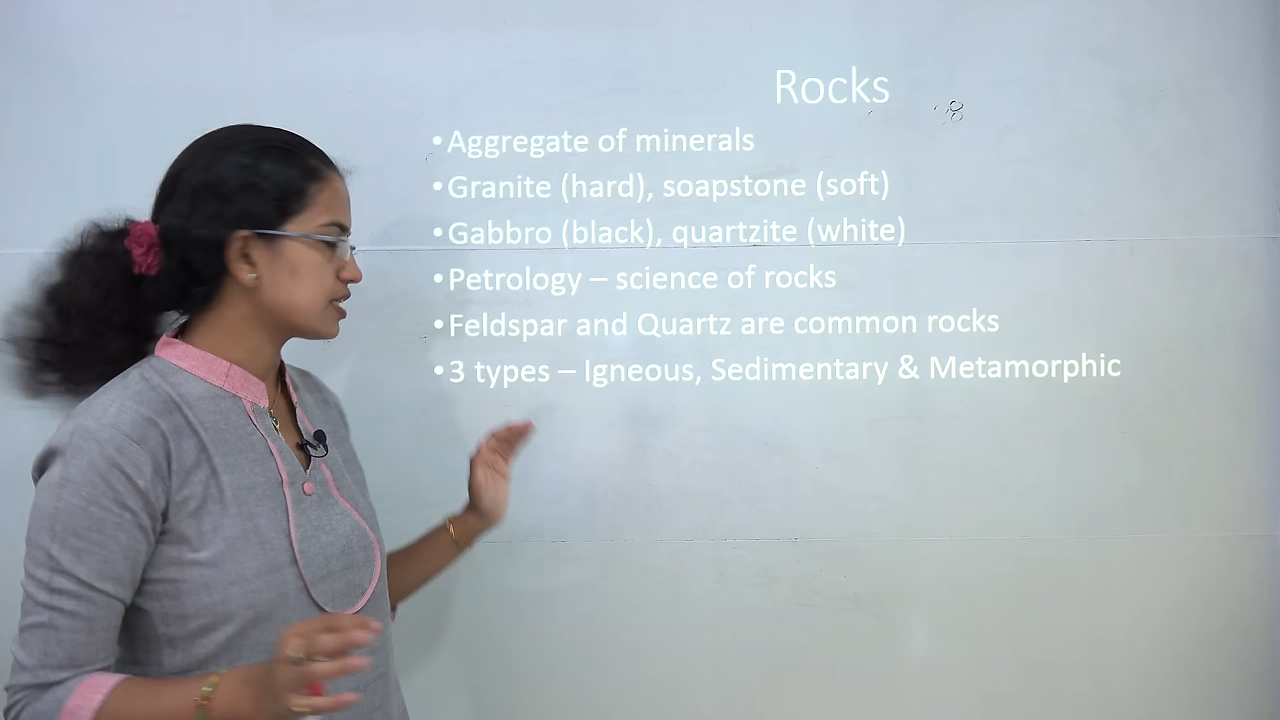 Rocks
•Aggregate of minerals
•Granite (hard), soapstone (soft)
•Gabbro (black), quartzite (white)
•Petrology – science of rocks
•Feldspar and Quartz are common rocks
•3 types – Igneous, Sedimentary & Metamorphic